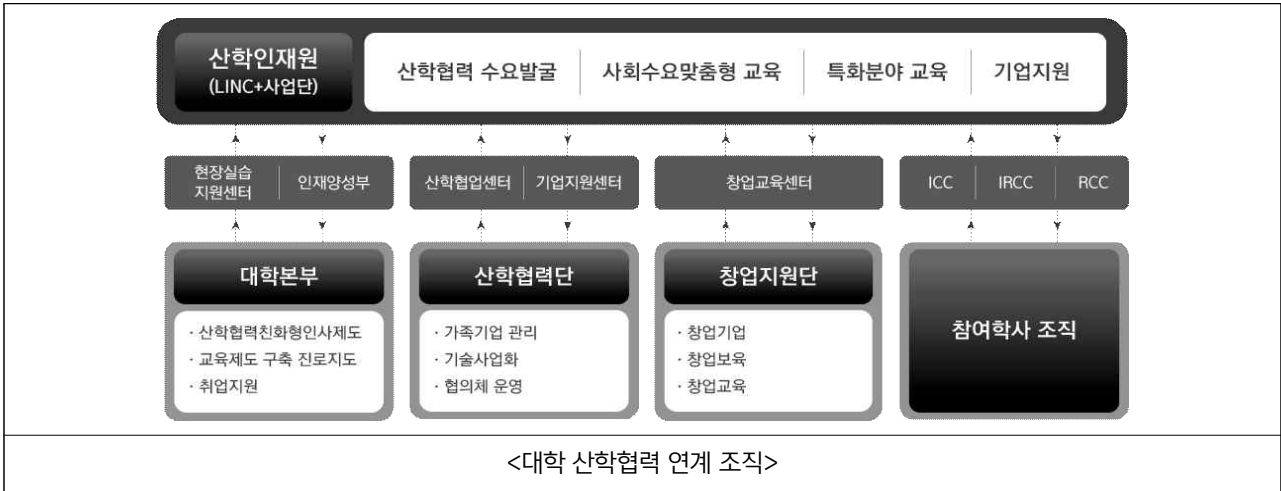 산학인재원
(LINC+사업단)
산학협력 수요발굴
사회수요맞춤형 교육
특화분야 교육
기업지원
현장실습
지원센터
인재양성부
산학협업센터
기업지원센터
창업교육센터
ICC
IRCC
RCC
대학본부
· 산학협력친화형인사제도
· 교육제도 구축 진로지도
· 취업지원
산학협력단
· 가족기업 관리
· 기술사업화
· 협의체 운영
창업지원단
· 창업기업
· 창업보육
· 창업교육
참여학사 조직
<대학 산학협력 연계 조직>